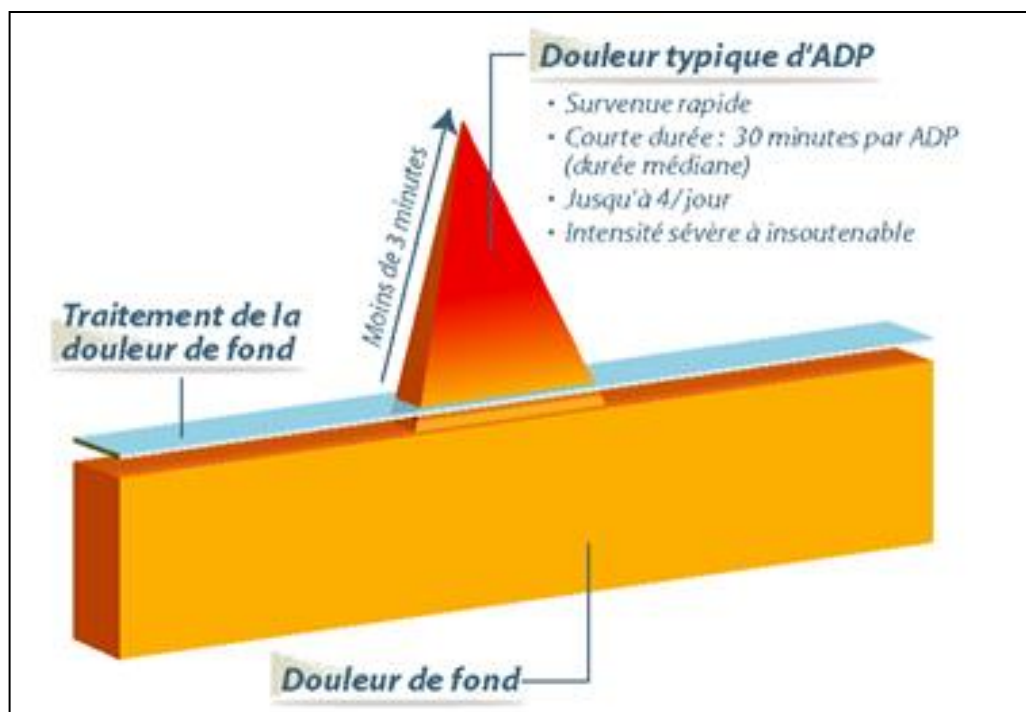 Douleur typique d'ADP
• Survenue rapide
• Courte durée : 30 minutes par ADP
(durée médiane)
• Jusqu'à 4/jour
• Intensité sévère à insoutenable
Moins de 3 minutes
Traitement de la
douleur de fond
Douleur de fond